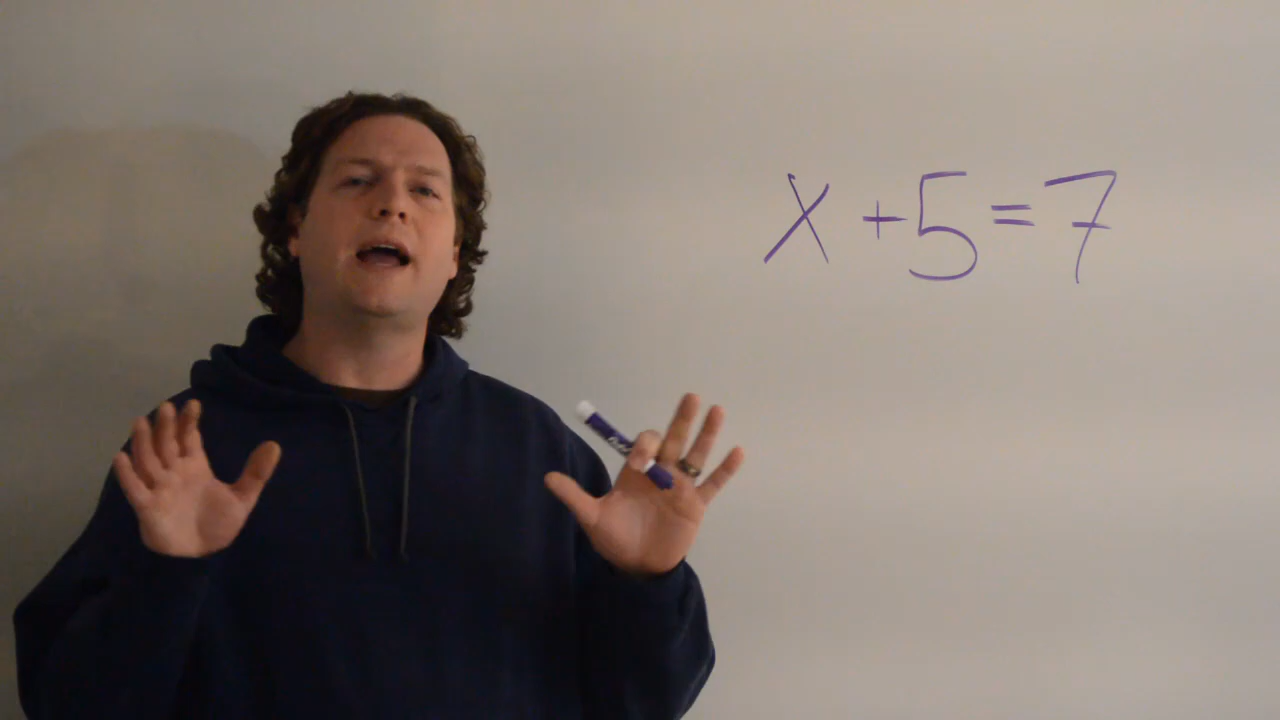 x + 5 = 7